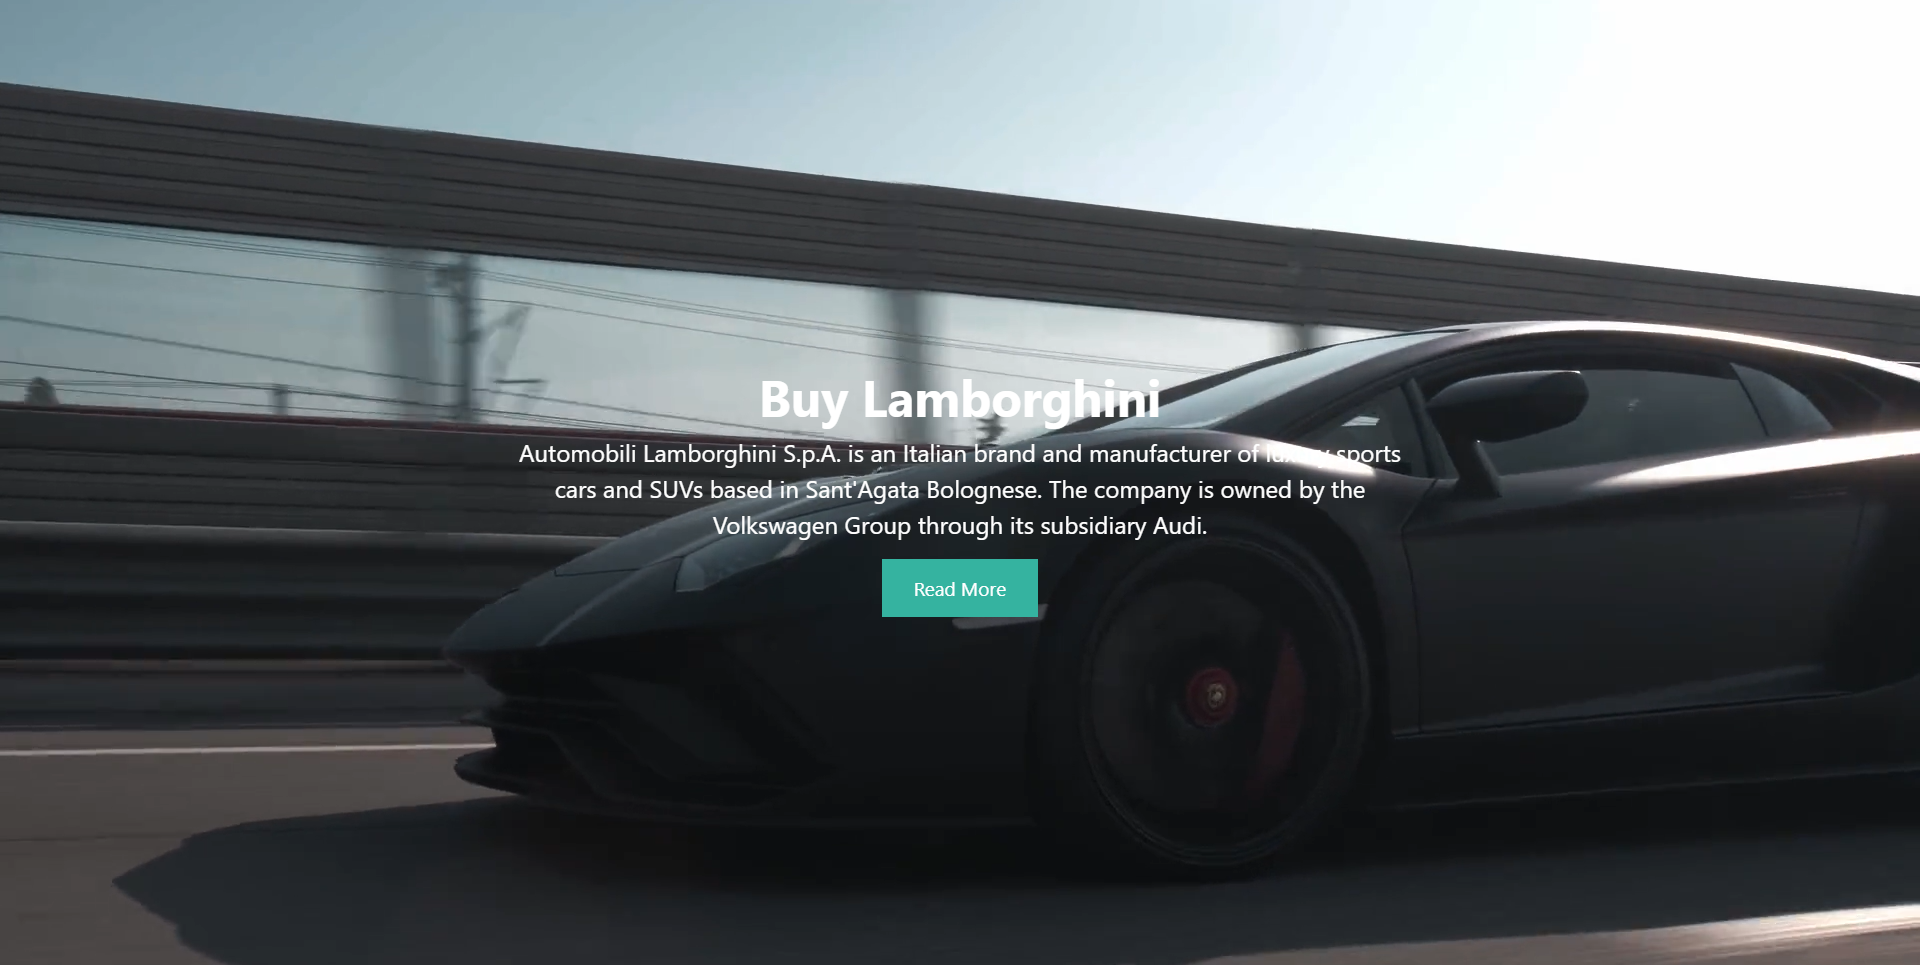 Buy Lamborghini
Automobili Lamborghini S.p.A. is an Italian brand and manufacturer of luxury sports
cars and SUVs based in Sant'Agata Bolognese. The company is owned by the
Volkswagen Group through its subsidiary Audi.
Read More